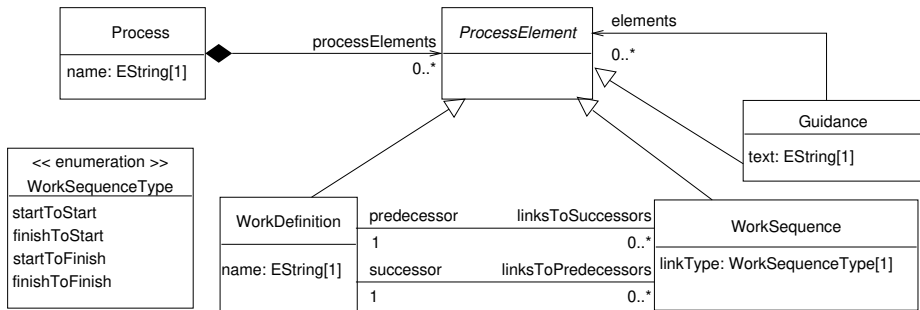 Process
name: EString[1]
processElements
0..*
ProcessElement
elements
0..*
Guidance
text: EString[1]
<< enumeration >>
WorkSequenceType
startToStart
finishToStart
startToFinish
finishToFinish
WorkDefinition
name: EString[1]
predecessor
1
linksToSuccessors
0..*
successor
1
linksToPredecessors
0..*
WorkSequence
linkType: WorkSequenceType[1]